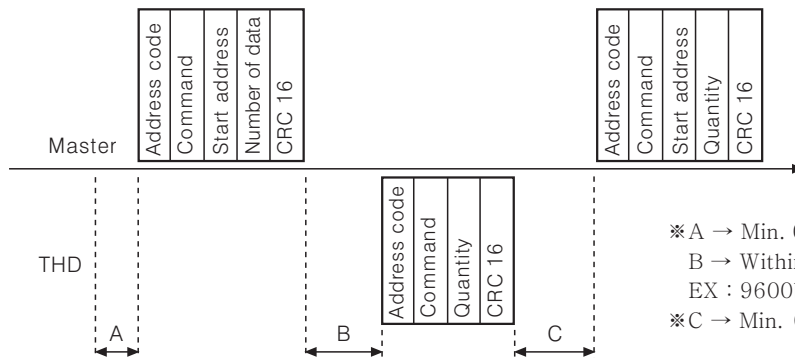 Address code
Command
Start address
Number of data
CRC 16
Address code
Command
Start address
Quantity
CRC 16
Master
Address code
Command
Quantity
CRC 16
THD
※A → Min.
B → Within
EX : 9600
※C → Min.
A
B
C